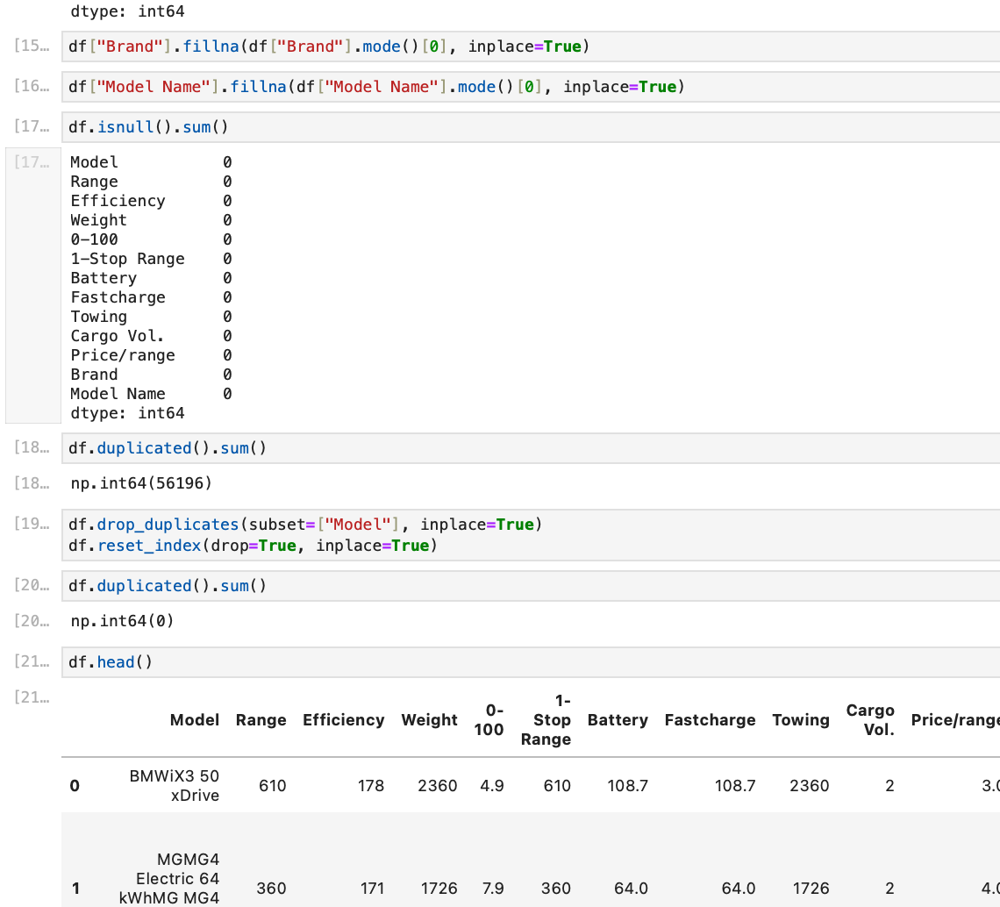 dtype: int64
[15… df["Brand"].fillna(df["Brand"].mode()[0], inplace=True)
[16… df["Model Name"].fillna(df["Model Name"].mode()[0], inplace=True)
[17… df.isnull().sum()
[17… Model 0
Range 0
Efficiency 0
Weight 0
0-100 0
1-Stop Range 0
Battery 0
Fastcharge 0
Towing 0
Cargo Vol. 0
Price/range 0
Brand 0
Model Name 0
dtype: int64
[18… df.duplicated().sum()
[18… np.int64(56196)
[19… df.drop_duplicates(subset=["Model"], inplace=True)
df.reset_index(drop=True, inplace=True)
[20… df.duplicated().sum()
[20… np.int64(0)
[21… df.head()
[21…
Model Range Efficiency Weight 0-100 1-Stop Range Battery Fastcharge Towing Cargo Vol. Price/range
0 BMWiX3 50 xDrive 610 178 2360 4.9 610 108.7 108.7 2360 2 3.0
1 MGMG4 Electric 64 kWhMG MG4 360 171 1726 7.9 360 64.0 64.0 1726 2 4.0